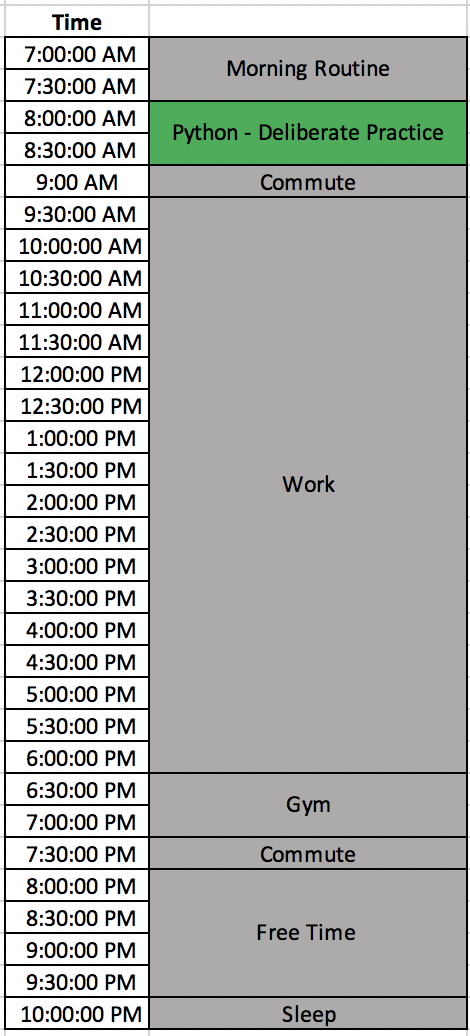 Time
7:00:00 AM
Morning Routine
7:30:00 AM
8:00:00 AM
Python - Deliberate Practice
8:30:00 AM
9:00 AM Commute
9:30:00 AM
10:00:00 AM
10:30:00 AM
11:00:00 AM
11:30:00 AM
12:00:00 PM
12:30:00 PM
1:00:00 PM
1:30:00 PM
Work
2:00:00 PM
2:30:00 PM
3:00:00 PM
3:30:00 PM
4:00:00 PM
4:30:00 PM
5:00:00 PM
5:30:00 PM
6:00:00 PM
6:30:00 PM
Gym
7:00:00 PM
7:30:00 PM Commute
8:00:00 PM
8:30:00 PM
Free Time
9:00:00 PM
9:30:00 PM
10:00:00 PM Sleep